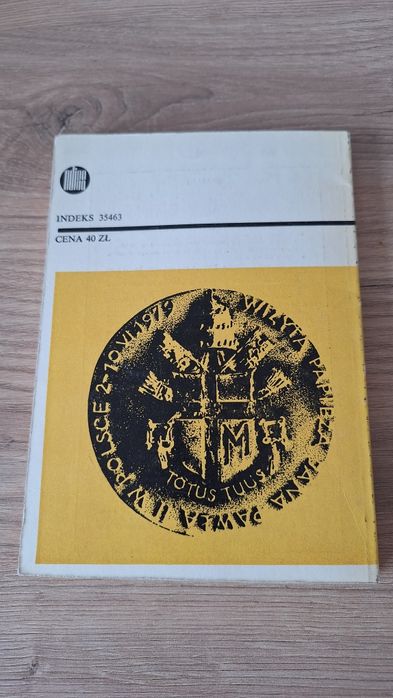 INDEKS 35463
CENA 40 ZŁ
WIZYTA PAPIEŻA JANA PAWŁA II W POLSCE 2-10.VI.1979
M
TOTUS TUUS